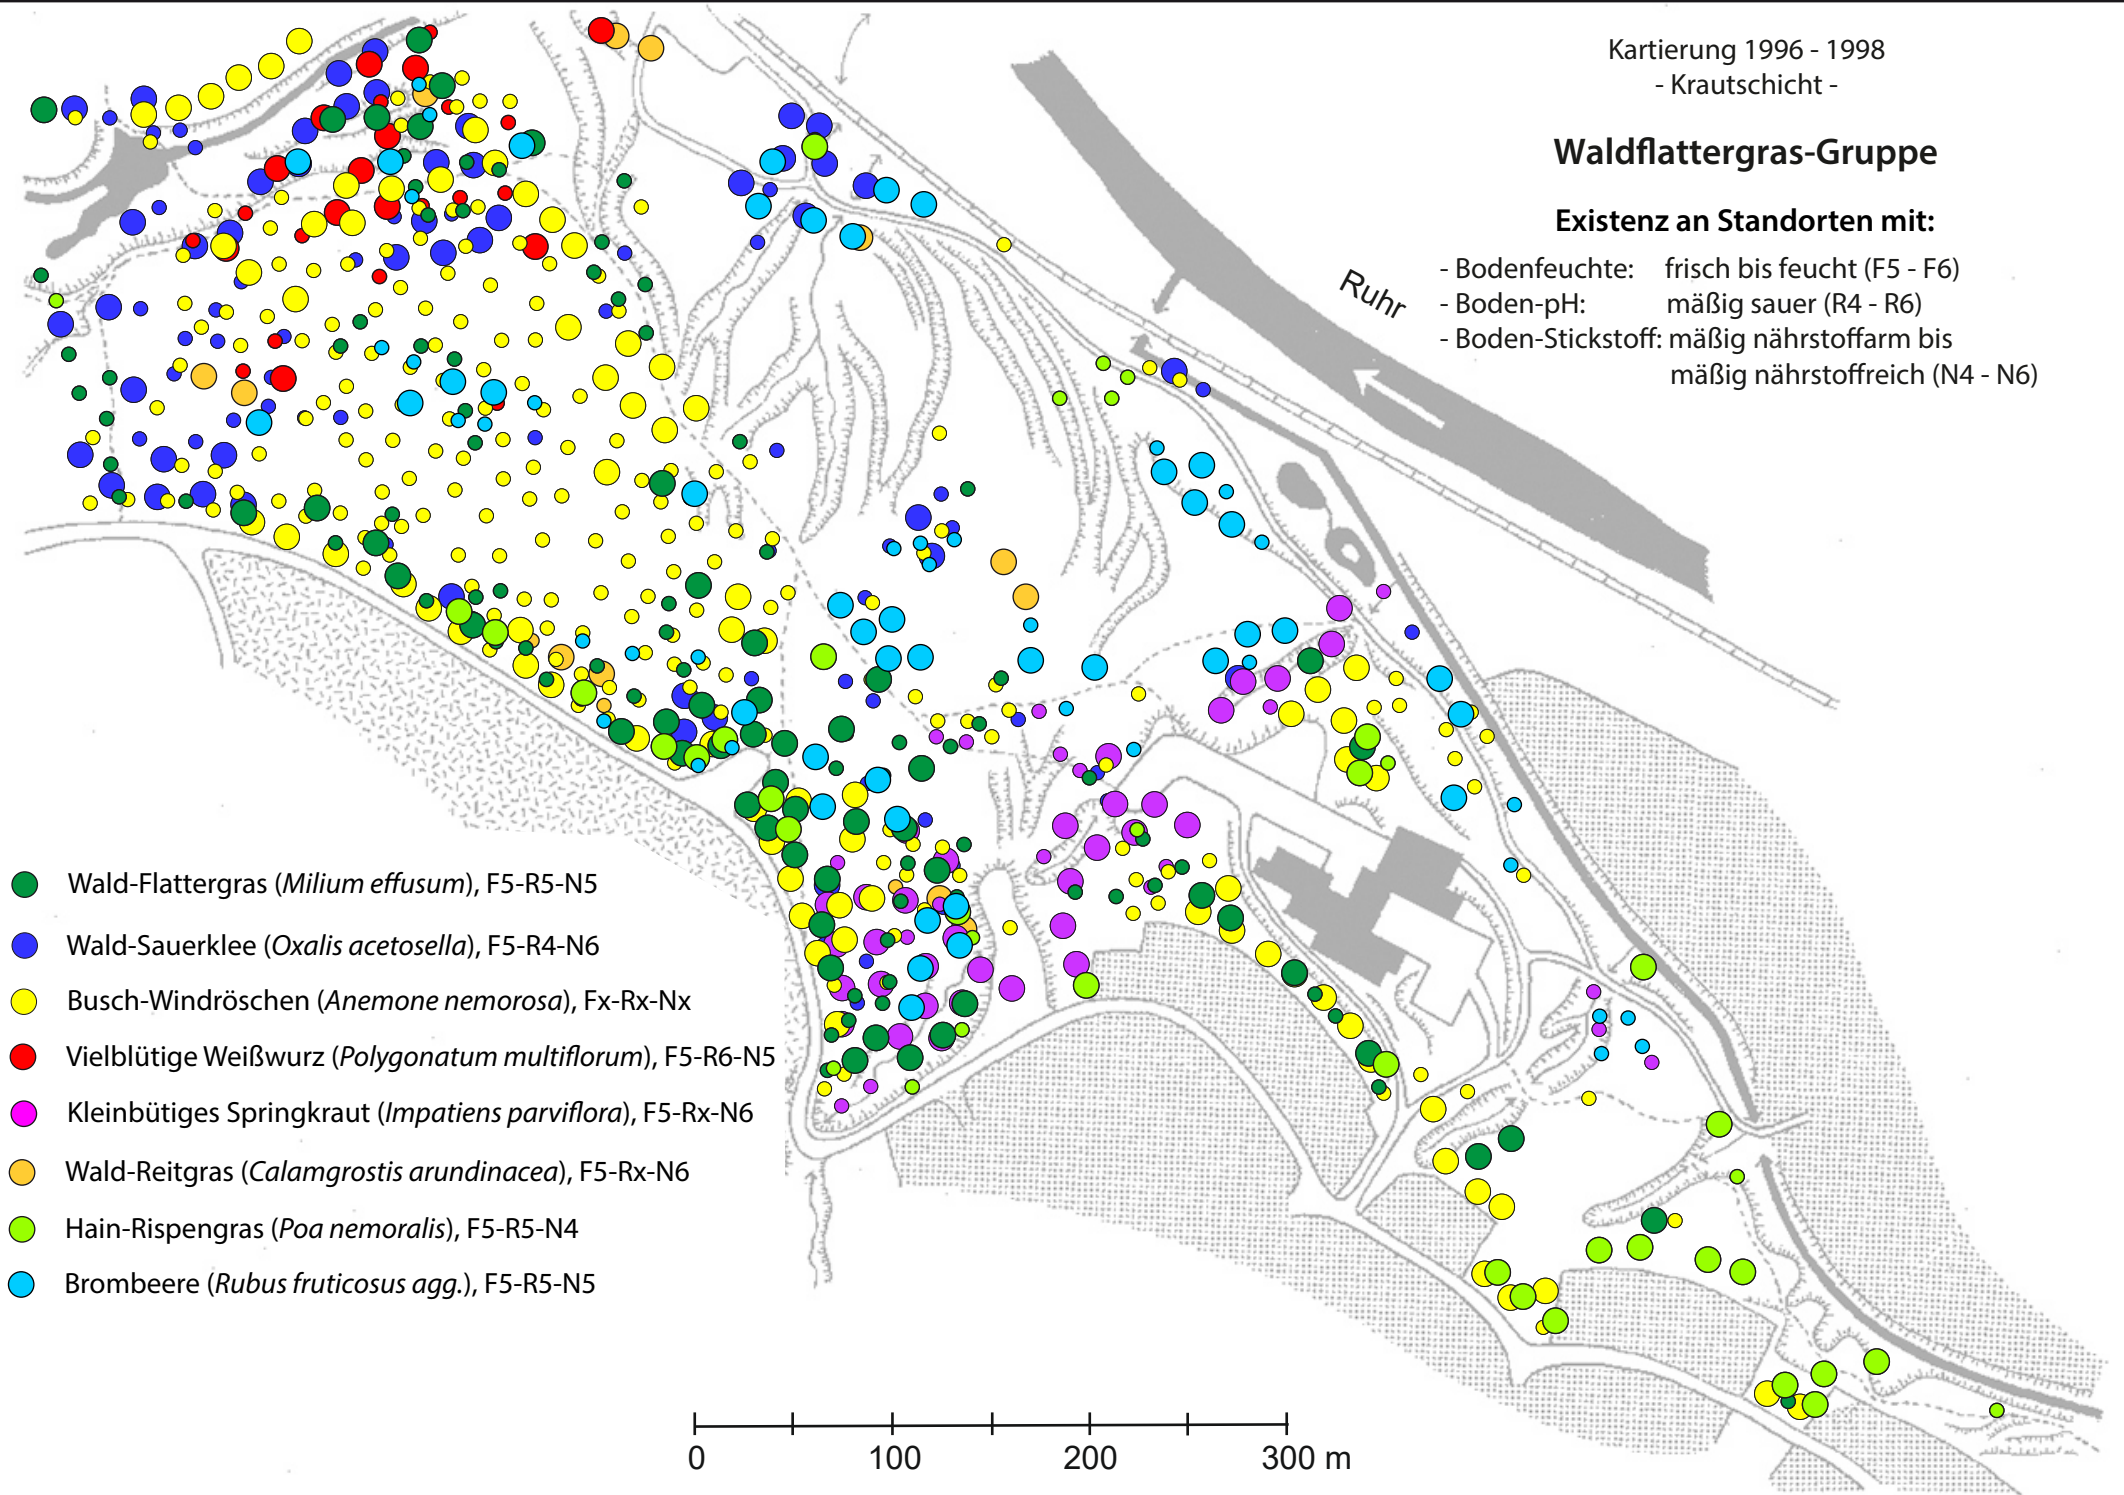 Kartierung 1996 - 1998
- Krautschicht -
Waldflattergras-Gruppe
Existenz an Standorten mit:
- Bodenfeuchte: frisch bis feucht (F5 - F6)
- Boden-pH: mäßig sauer (R4 - R6)
- Boden-Stickstoff: mäßig nährstoffarm bis
mäßig nährstoffreich (N4 - N6)
Ruhr
Wald-Flattergras (Milium effusum), F5-R5-N5
Wald-Sauerklee (Oxalis acetosella), F5-R4-N6
Busch-Windröschen (Anemone nemorosa), Fx-Rx-Nx
Vielblütige Weißwurz (Polygonatum multiflorum), F5-R6-N5
Kleinbütiges Springkraut (Impatiens parviflora), F5-Rx-N6
Wald-Reitgras (Calamgrostis arundinacea), F5-Rx-N6
Hain-Rispengras (Poa nemoralis), F5-R5-N4
Brombeere (Rubus fruticosus agg.), F5-R5-N5
0 100 200 300 m